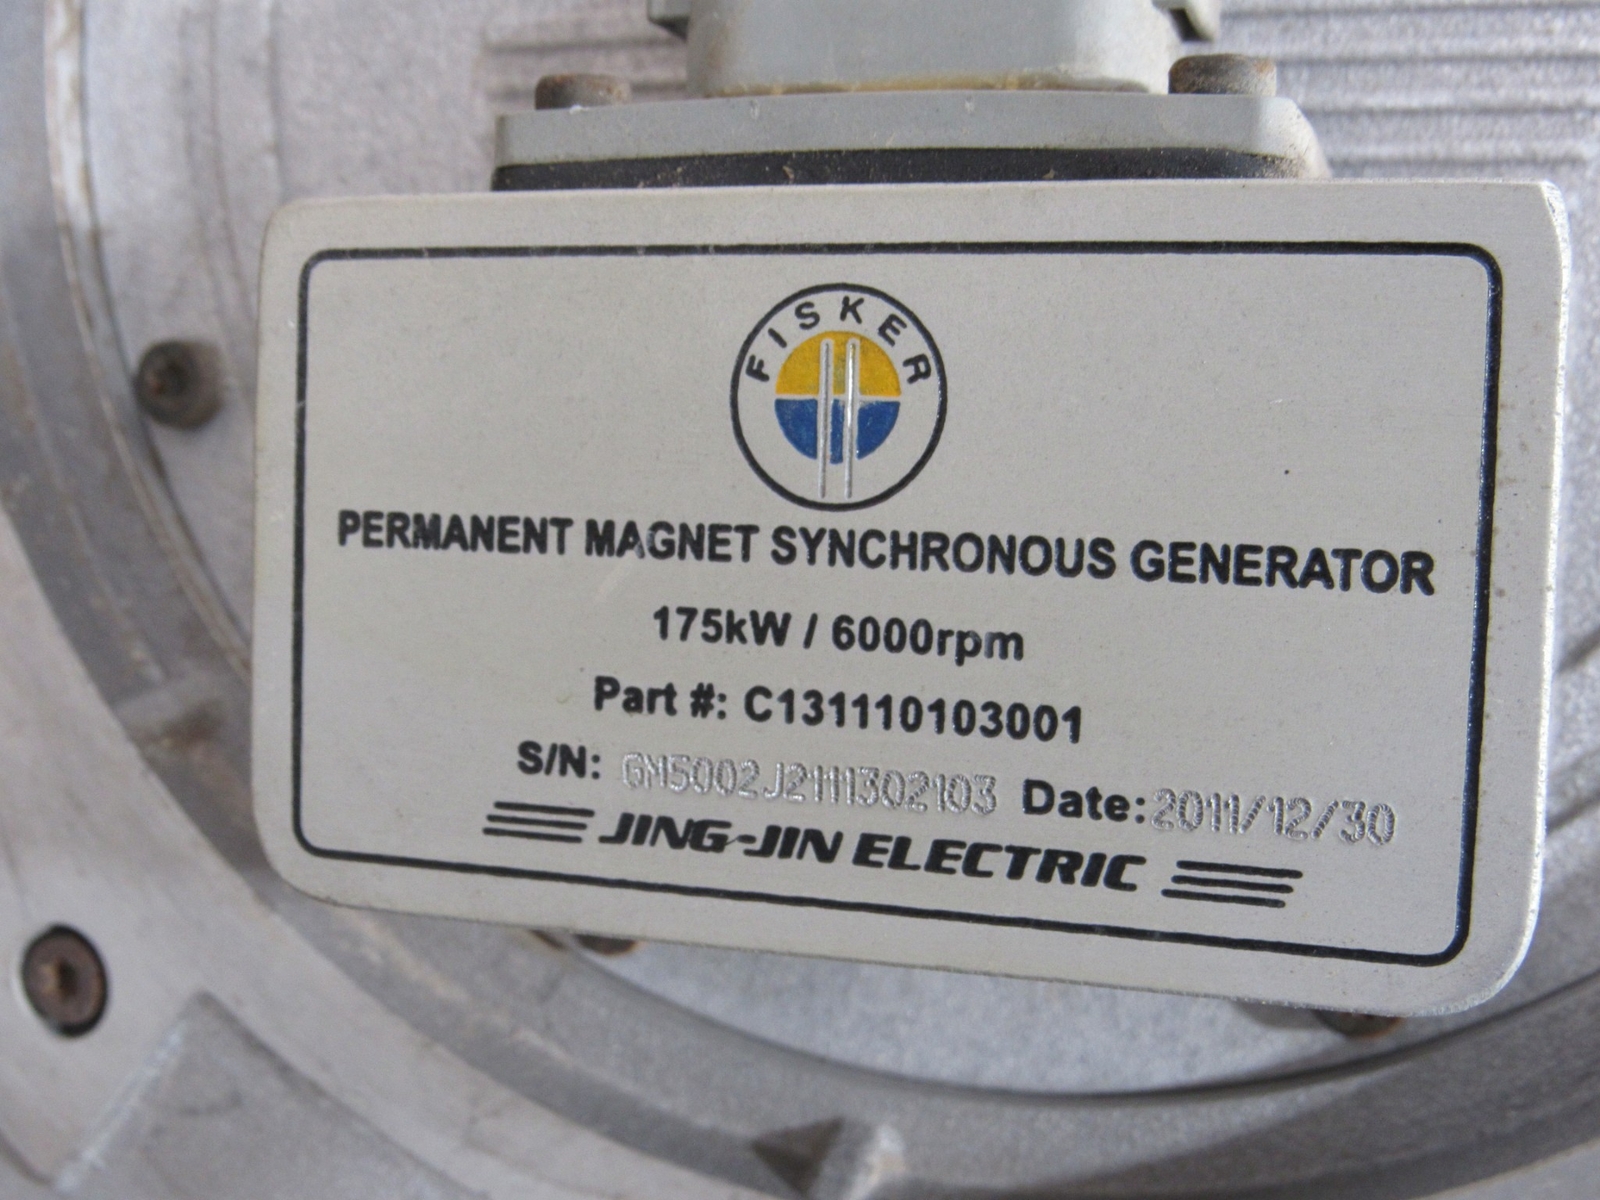 FISKER
PERMANENT MAGNET SYNCHRONOUS GENERATOR
175kW / 6000rpm
Part #: C131110103001
S/N: GM5002J2111302103 Date: 2011/12/30
JING-JIN ELECTRIC